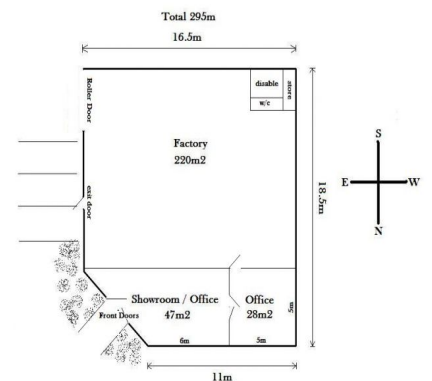 Total 295m
16.5m
Roller Door
disable
store
w/c
Factory
220m2
exit door
18.5m
S
E
W
N
Showroom / Office
47m2
Office
28m2
5m
Front Doors
6m
5m
11m